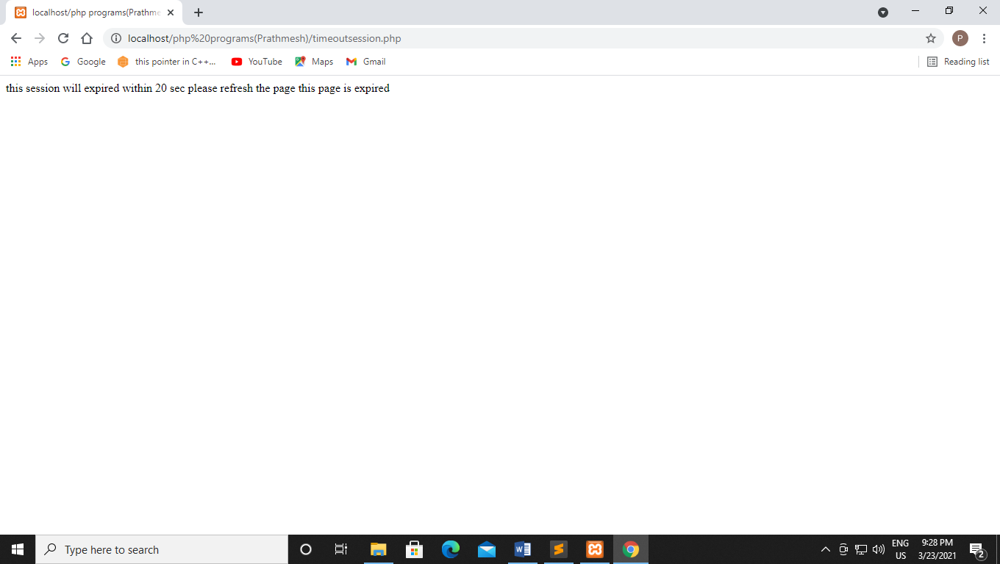 localhost/php programs(Prathme
localhost/php%20programs(Prathmesh)/timeoutsession.php
P
Apps
Google
this pointer in C++...
YouTube
Maps
Gmail
Reading list
this session will expired within 20 sec please refresh the page this page is expired
Type here to search
W
ENG
US
9:28 PM
3/23/2021
2